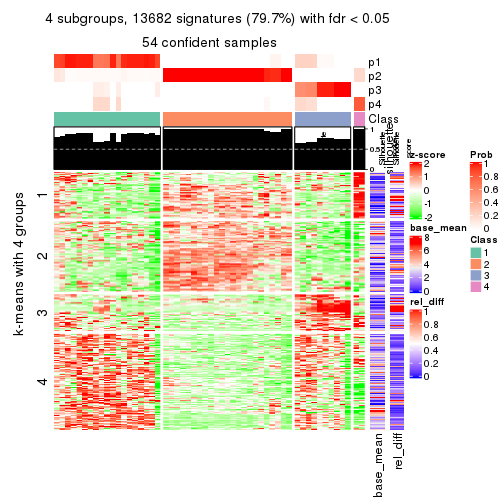 4 subgroups, 13682 signatures (79.7%) with fdr < 0.05
54 confident samples
p1
p2
p3
p4
Class
1
0.5
0
silhouettes
k-means with 4 groups
1
2
3
4
base_mean
rel_diff
z-score
2
1
0
-1
-2
base_mean
8
6
4
2
0
rel_diff
1
0.8
0.6
0.4
0.2
0
Prob
1
0.8
0.6
0.4
0.2
0
Class
1
2
3
4